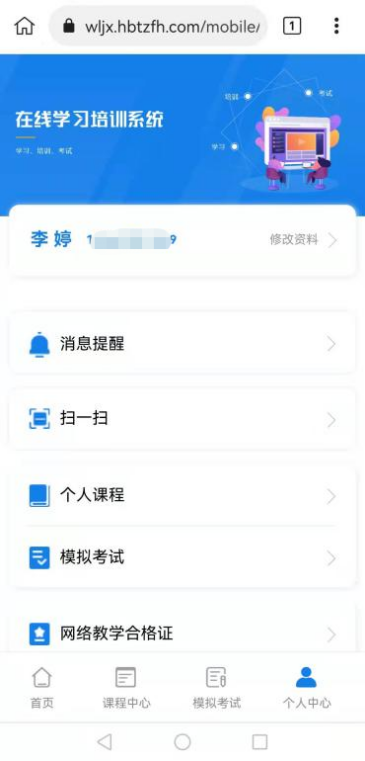 wljx.hbtzfh.com/mobile/
1
在线学习培训系统
学习、培训、考试
培训
考试
学习
李婷 1 9
修改资料
消息提醒
扫一扫
个人课程
模拟考试
网络教学合格证
首页
课程中心
模拟考试
个人中心